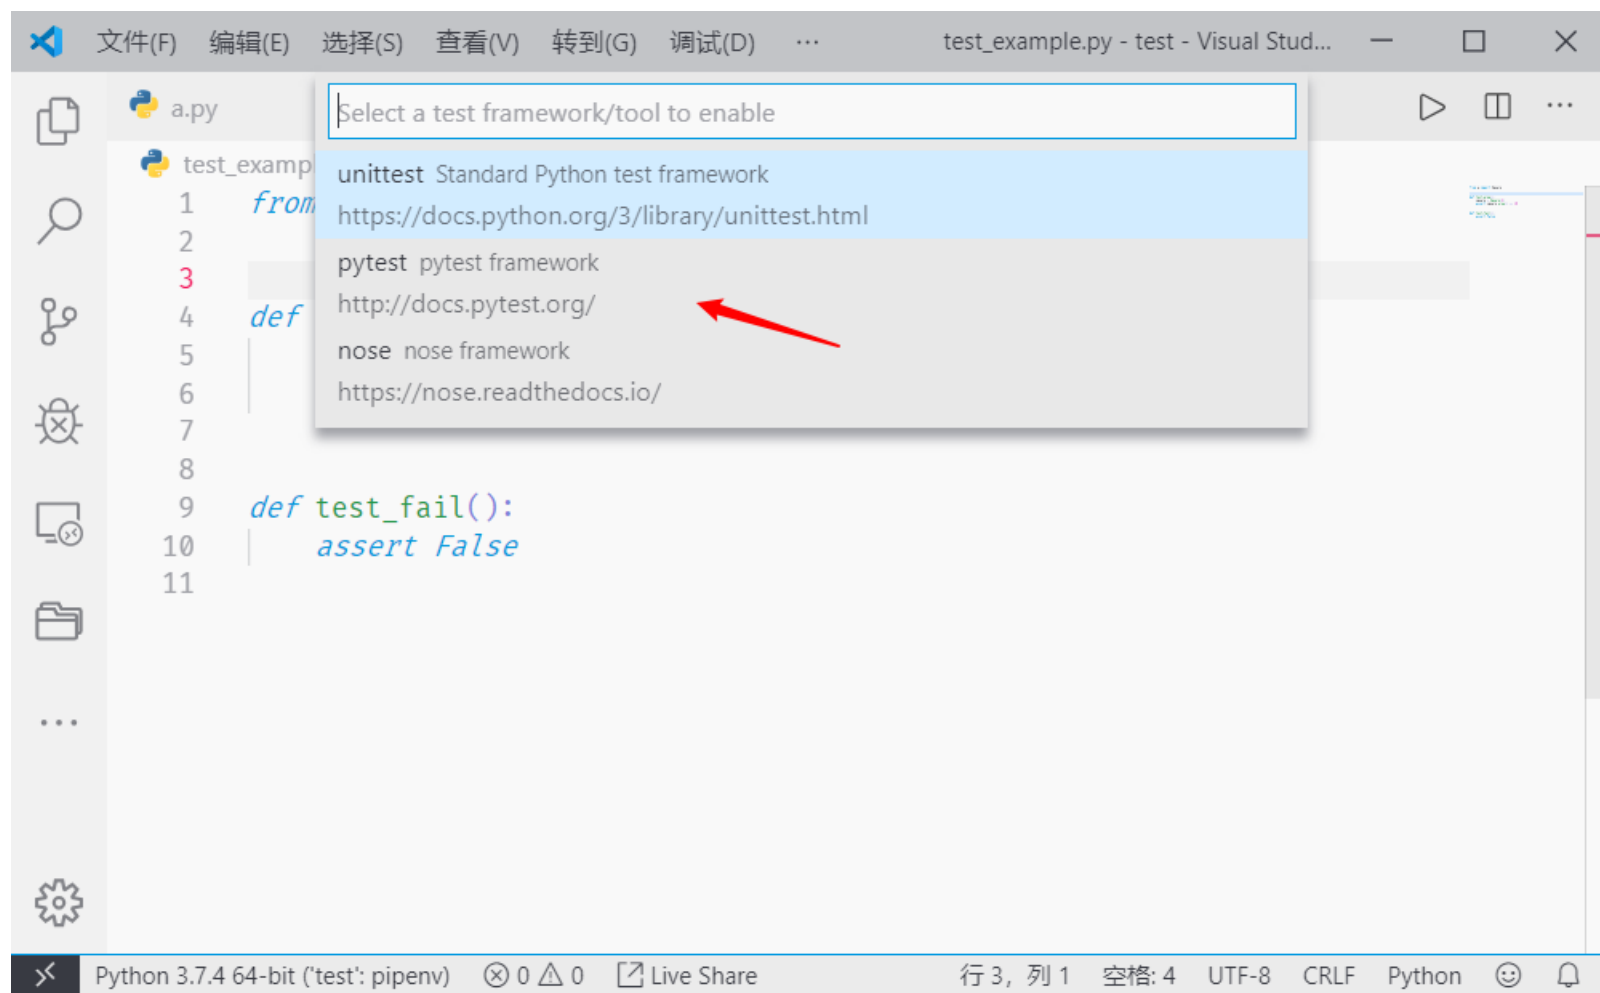 文件(F) 编辑(E) 选择(S) 查看(V) 转到(G) 调试(D) ··· test_example.py - test - Visual Stud...
a.py
Select a test framework/tool to enable
test_examp
unittest Standard Python test framework
https://docs.python.org/3/library/unittest.html
pytest pytest framework
http://docs.pytest.org/
nose nose framework
https://nose.readthedocs.io/
1 from
2
3
4 def
5
6
7
8
9 def test_fail():
10 assert False
11
Python 3.7.4 64-bit ('test': pipenv) 0 0 Live Share 行 3，列 1 空格: 4 UTF-8 CRLF Python